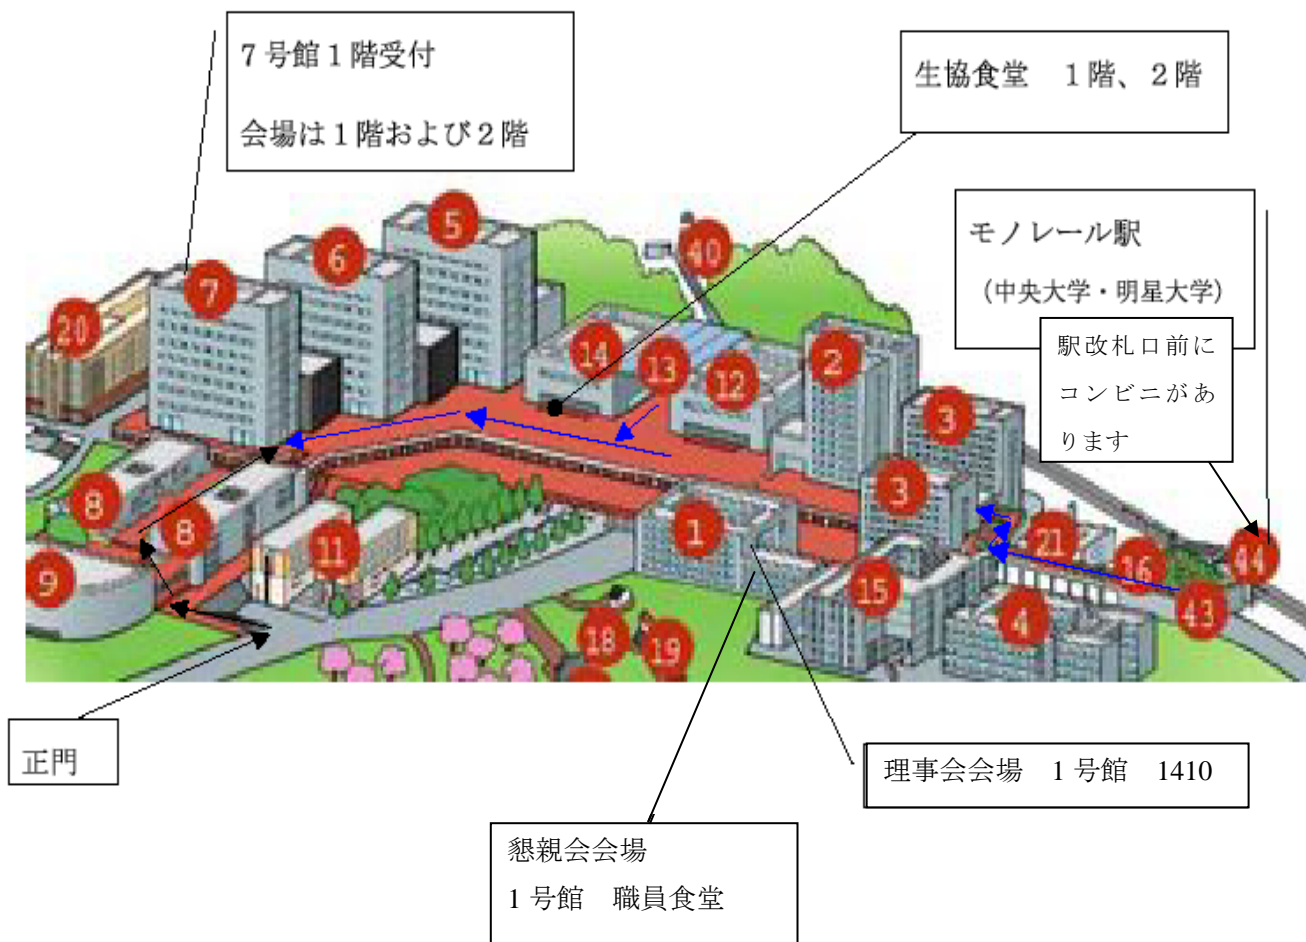 7号館1階受付
会場は1階および2階
生協食堂　1階、2階
モノレール駅
（中央大学・明星大学）
駅改札口前に
コンビニがあ
ります
5
6
7
20
40
14
13
12
2
3
3
8
8
9
11
1
15
21
16
44
43
4
18
19
正門
理事会会場　1号館　1410
懇親会会場
1号館　職員食堂